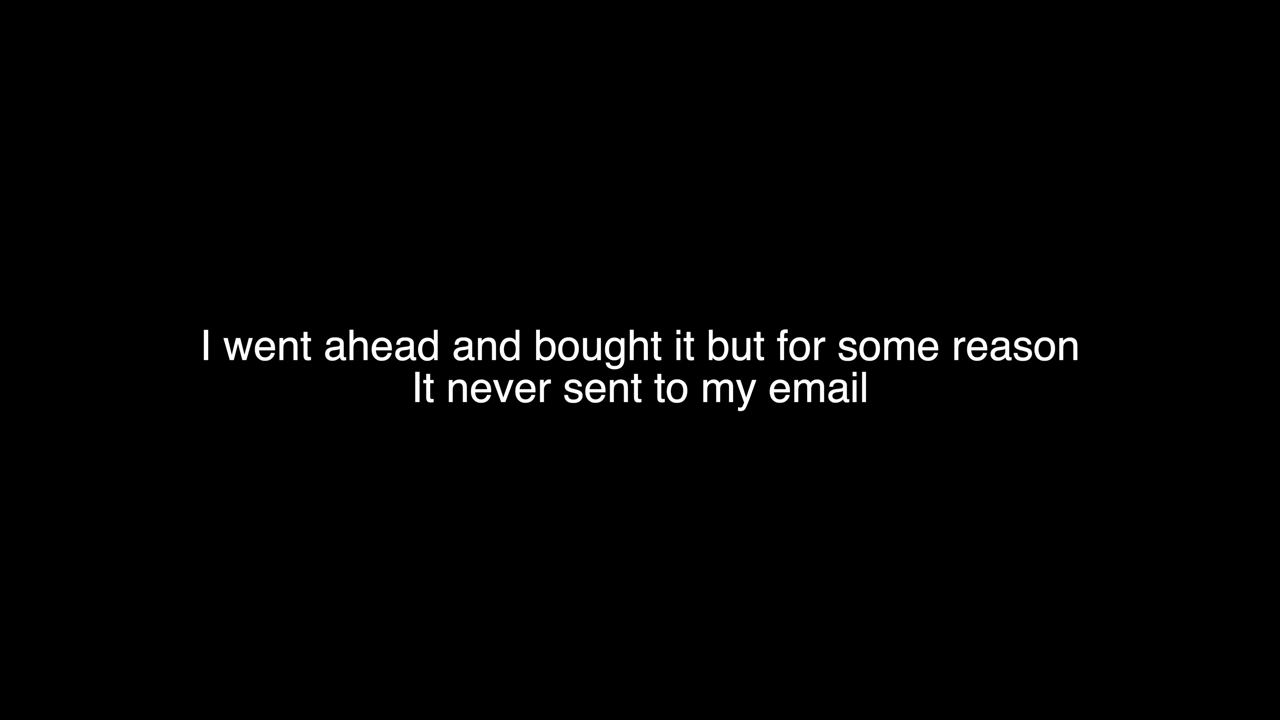 I went ahead and bought it but for some reason
It never sent to my email